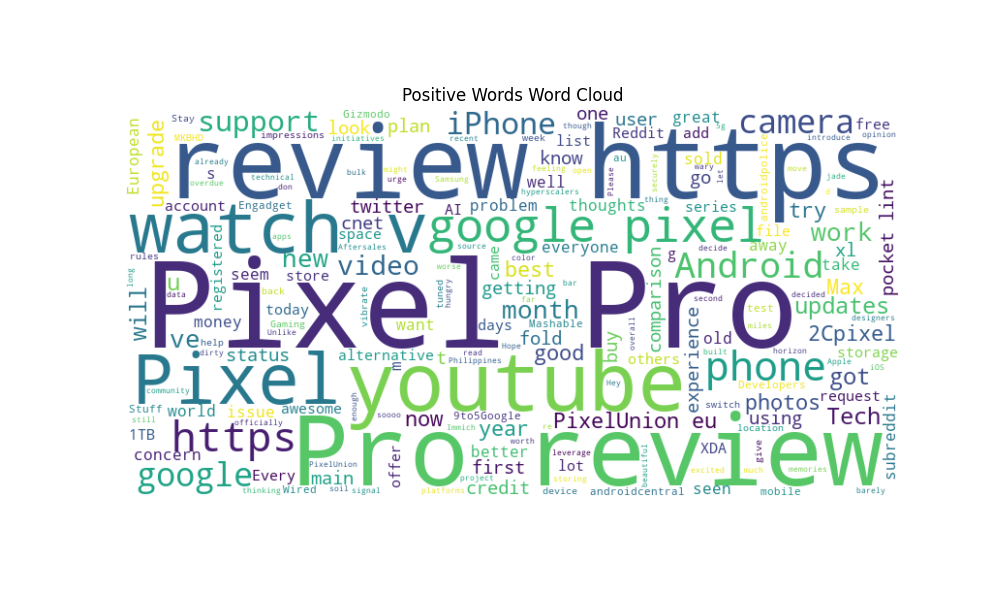 Positive Words Word Cloud
Stay Gizmodo one user great 5g
support look plan iPhone camera free
MKBHD impressions initiatives recent week though list Reddit add introduce opinion
European upgrade review https
already know sold androidpolice
s technical bulk might feeling open au securely wary move
overdue don urge Samsung well Please go let jade
account Engadget twitter AI problem hyperscalers thing series try a sample
registered watch v cnet google pixel thoughts file work pocket lint
space
apps Aftersales source came everyone away xl
rules new video worse best color decide Android take
long seem store tuned hungry getting bar comparison
u data back vibrate far second decided Max
will Pixel Pro
money today Gaming want month test updates
Unlike days Mashable overall miles designers
ve help fold buy experience old 2Cpixel
dirty status alternative t read Hope good others built horizon storage
m Philippines phone Apple iOS
community Pixel youtube Hey switch Developers got
enough photos request
Stuff world issue awesome soooo now 9to5Google PixelUnion eu using Tech subreddit
still officially Immich re location
1TB https year leverage XDA give
concern better worth beautiful
PixelUnion offer first lot excited much memories
google Every main project Pro review
thinking Wired soil signal credit platforms storing device androidcentral seen mobile barely